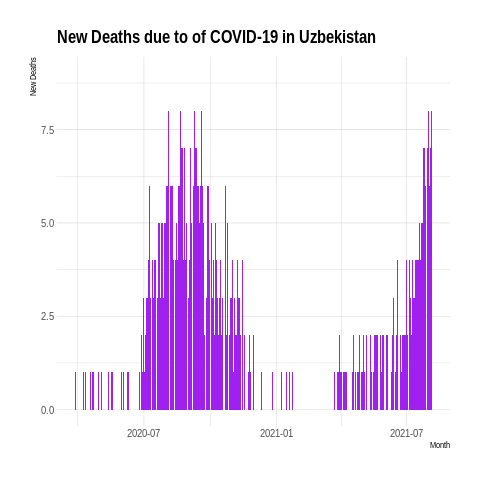 New Deaths due to of COVID-19 in Uzbekistan
New Deaths
7.5
5.0
2.5
0.0
2020-07 2021-01 2021-07
Month